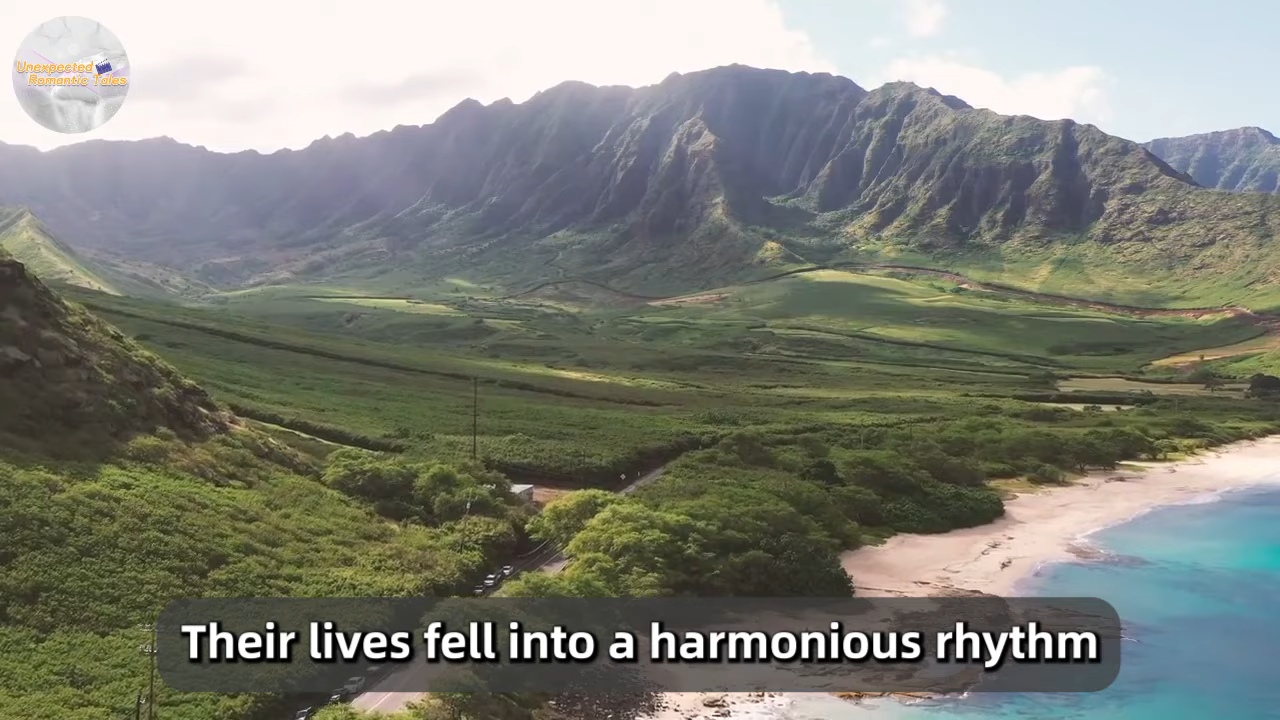 Unexpected
Romantic Tales
Their lives fell into a harmonious rhythm